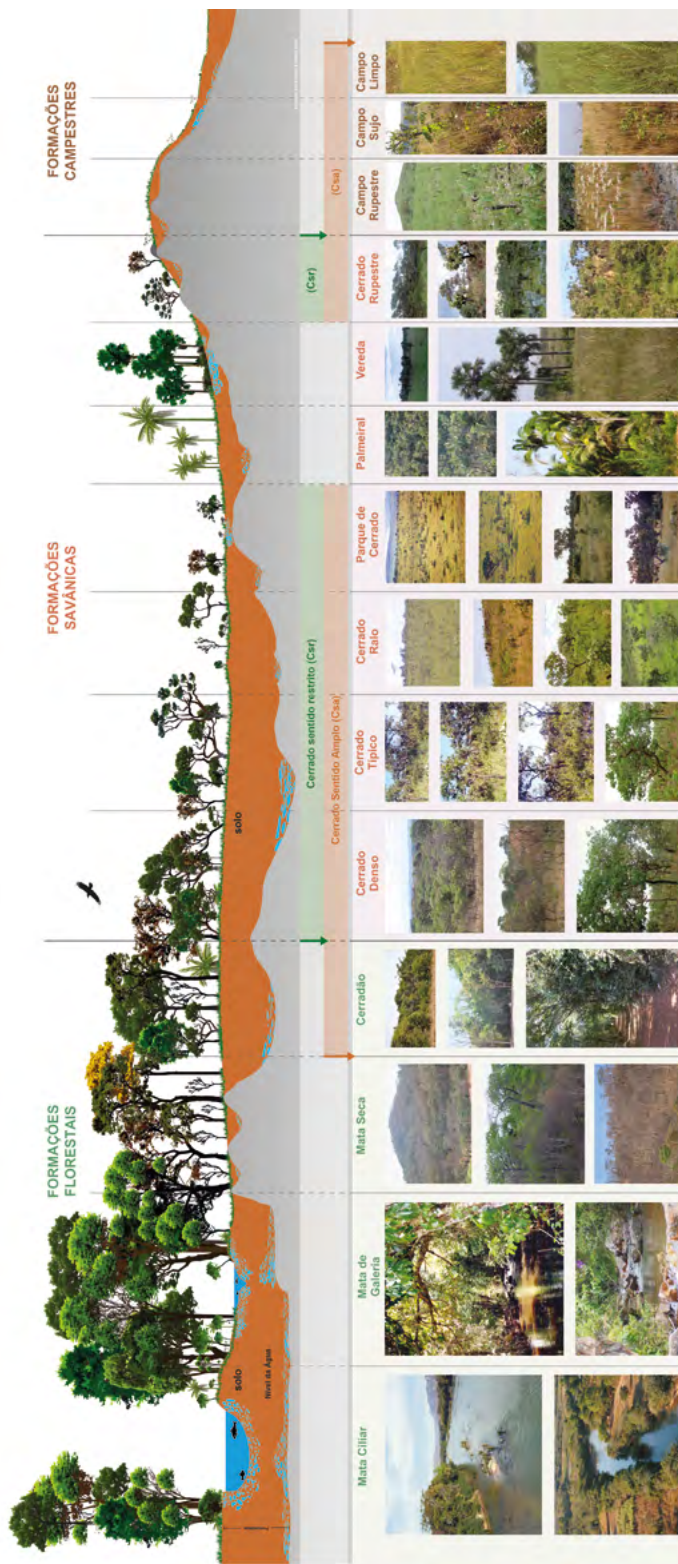 FORMAÇÕES
FLORESTAIS
FORMAÇÕES
SAVÂNICAS
FORMAÇÕES
CAMPESTRES
solo
Nível da Água
solo
Cerrado sentido restrito (Csr)
(Csr)
Cerrado Sentido Amplo (Csa)
(Csa)
Mata Ciliar
Mata de
Galeria
Mata Seca
Cerradão
Cerrado
Denso
Cerrado
Típico
Cerrado
Ralo
Parque de
Cerrado
Palmeiral
Vereda
Cerrado
Rupestre
Campo
Rupestre
Campo
Sujo
Campo
Limpo